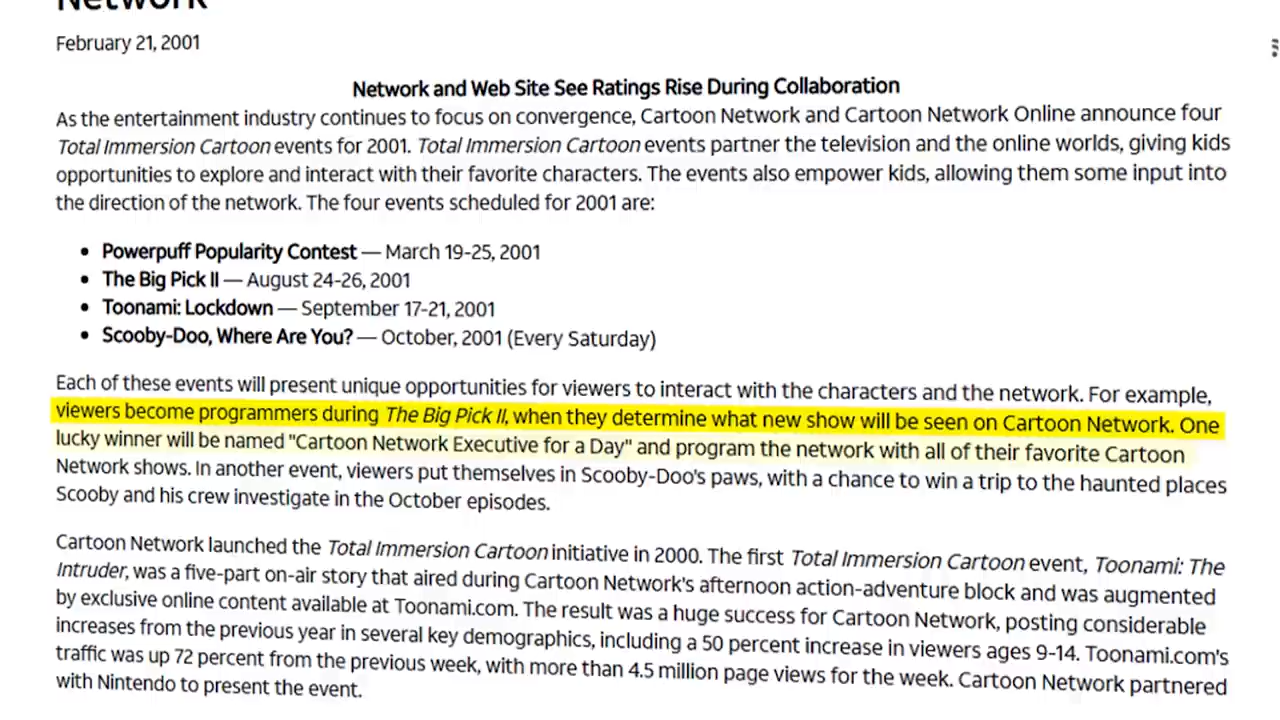 Network
February 21, 2001
Network and Web Site See Ratings Rise During Collaboration
As the entertainment industry continues to focus on convergence, Cartoon Network and Cartoon Network Online announce four
Total Immersion Cartoon events for 2001. Total Immersion Cartoon events partner the television and the online worlds, giving kids
opportunities to explore and interact with their favorite characters. The events also empower kids, allowing them some input into
the direction of the network. The four events scheduled for 2001 are:
• Powerpuff Popularity Contest — March 19-25, 2001
• The Big Pick II — August 24-26, 2001
• Toonami: Lockdown — September 17-21, 2001
• Scooby-Doo, Where Are You? — October, 2001 (Every Saturday)
Each of these events will present unique opportunities for viewers to interact with the characters and the network. For example,
viewers become programmers during The Big Pick II, when they determine what new show will be seen on Cartoon Network. One
lucky winner will be named "Cartoon Network Executive for a Day" and program the network with all of their favorite Cartoon
Network shows. In another event, viewers put themselves in Scooby-Doo's paws, with a chance to win a trip to the haunted places
Scooby and his crew investigate in the October episodes.
Cartoon Network launched the Total Immersion Cartoon initiative in 2000. The first Total Immersion Cartoon event, Toonami: The
Intruder, was a five-part on-air story that aired during Cartoon Network's afternoon action-adventure block and was augmented
by exclusive online content available at Toonami.com. The result was a huge success for Cartoon Network, posting considerable
increases from the previous year in several key demographics, including a 50 percent increase in viewers ages 9-14. Toonami.com's
traffic was up 72 percent from the previous week, with more than 4.5 million page views for the week. Cartoon Network partnered
with Nintendo to present the event.